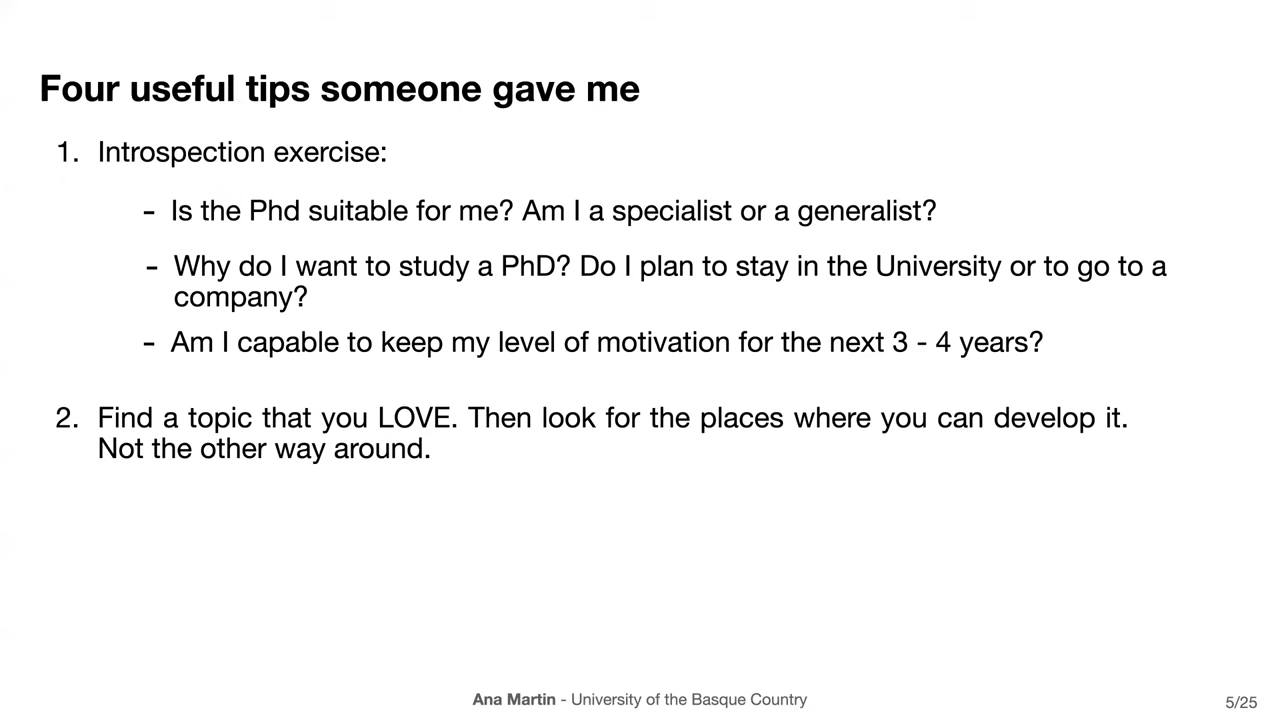 Four useful tips someone gave me
1. Introspection exercise:
- Is the Phd suitable for me? Am I a specialist or a generalist?
- Why do I want to study a PhD? Do I plan to stay in the University or to go to a
company?
- Am I capable to keep my level of motivation for the next 3 - 4 years?
2. Find a topic that you LOVE. Then look for the places where you can develop it.
Not the other way around.
Ana Martin - University of the Basque Country
5/25